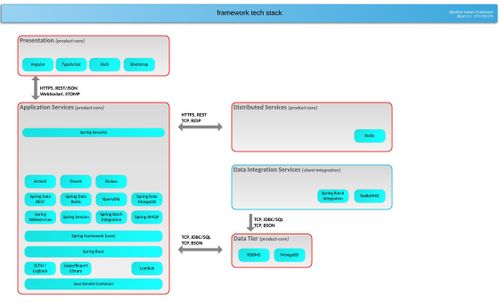 framework tech stack
Presentation (product-core)
Angular
TypeScript
RxJS
Bootstrap
HTTPS, REST/JSON
WebSocket, STOMP
Application Services (product-core)
Spring Security
Activiti
Drools
Spring Data
REST
Spring Data
Redis
QueryDSL
Spring Data
MongoDB
Spring
Webservices
Spring Session
Spring Batch
Integration
Spring AMQP
Spring Framework (core)
Spring Boot
SLF4J /
Logback
JasperReport
Library
Lombok
Java Servlet Container
HTTPS, REST
TCP, RESP
Distributed Services (product-core)
Redis
Data Integration Services (client-integration)
Spring Batch
Integration
RabbitMQ
TCP, JDBC/SQL
TCP, BSON
TCP, JDBC/SQL
TCP, BSON
Data Tier (product-core)
RDBMS
MongoDB